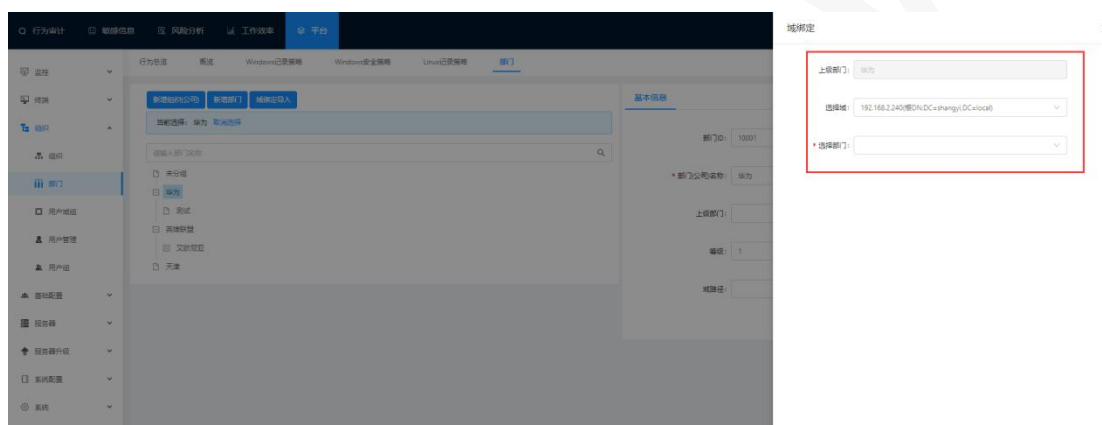 行为审计 敏感信息 风险分析 工作效率 平台
域绑定
监控
终端
组织
组织
部门
用户域组
用户管理
用户组
基础配置
报告器
报告器升级
系统配置
系统
行为总览 概览 Windows记录策略 Windows安全策略 Linux记录策略 部门
新增组织(公司) 新增部门 域绑定导入
当前选择：华为 取消选择
请输入部门名称
未分组
华为
测试
英雄联盟
艾欧尼亚
天津
基本信息
部门ID: 10001
* 部门(公司)名称: 华为
上级部门:
等级: 1
域路径:
上级部门: 华为
选择域: 192.168.2.240(根DN:DC=shangyi,DC=local)
* 选择部门: